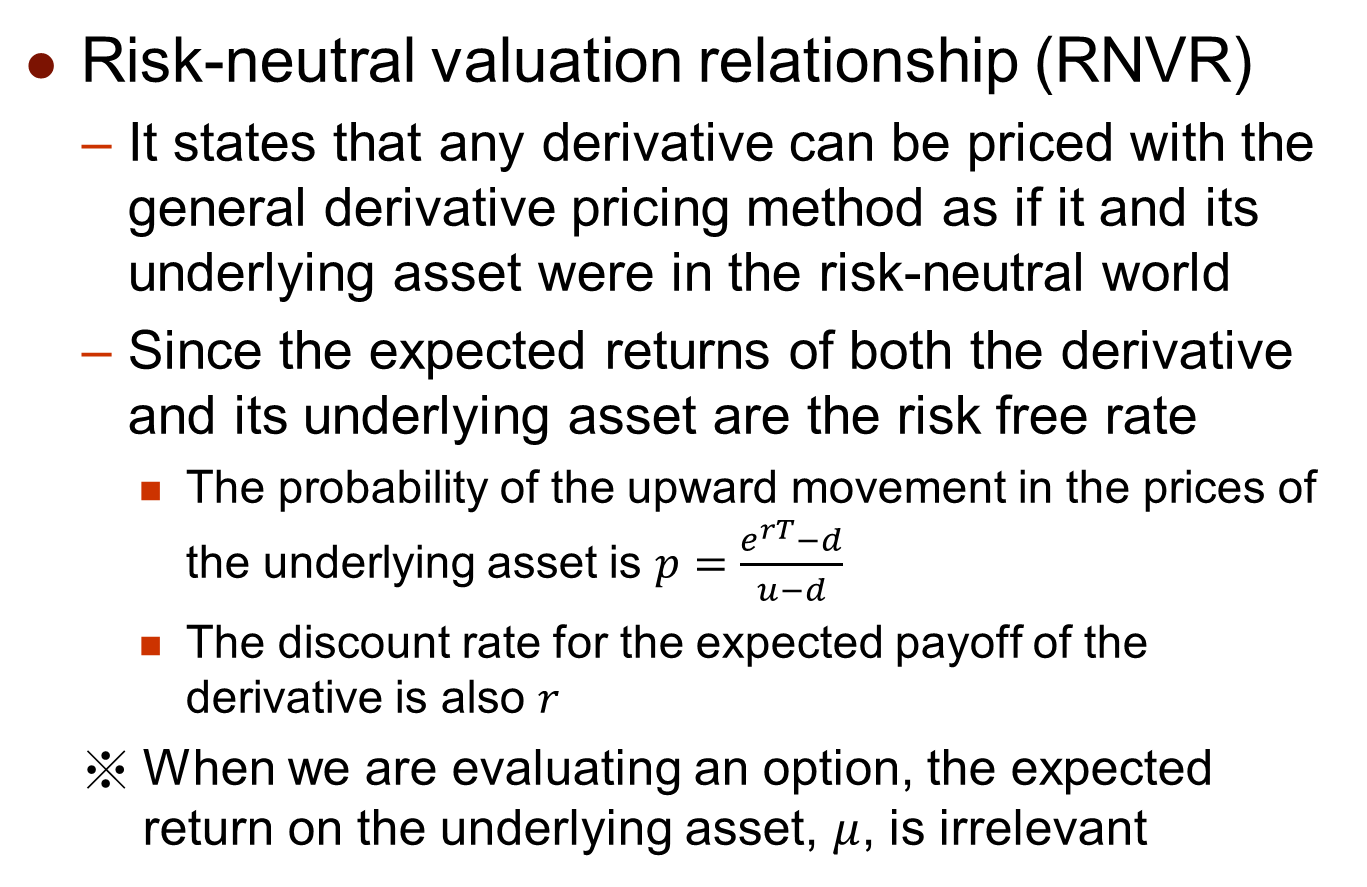 • Risk-neutral valuation relationship (RNVR)
– It states that any derivative can be priced with the
general derivative pricing method as if it and its
underlying asset were in the risk-neutral world
– Since the expected returns of both the derivative
and its underlying asset are the risk free rate
▪ The probability of the upward movement in the prices of
the underlying asset is $p = \frac{e^{rT}-d}{u-d}$
▪ The discount rate for the expected payoff of the
derivative is also $r$
※ When we are evaluating an option, the expected
return on the underlying asset, $\mu$, is irrelevant